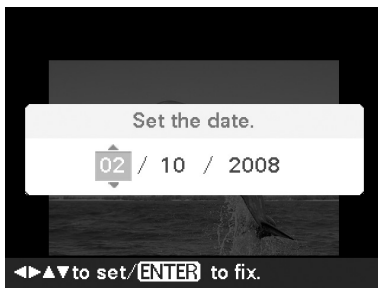 Set the date.
02 / 10 / 2008
◄►▲▼to set/ENTER to fix.